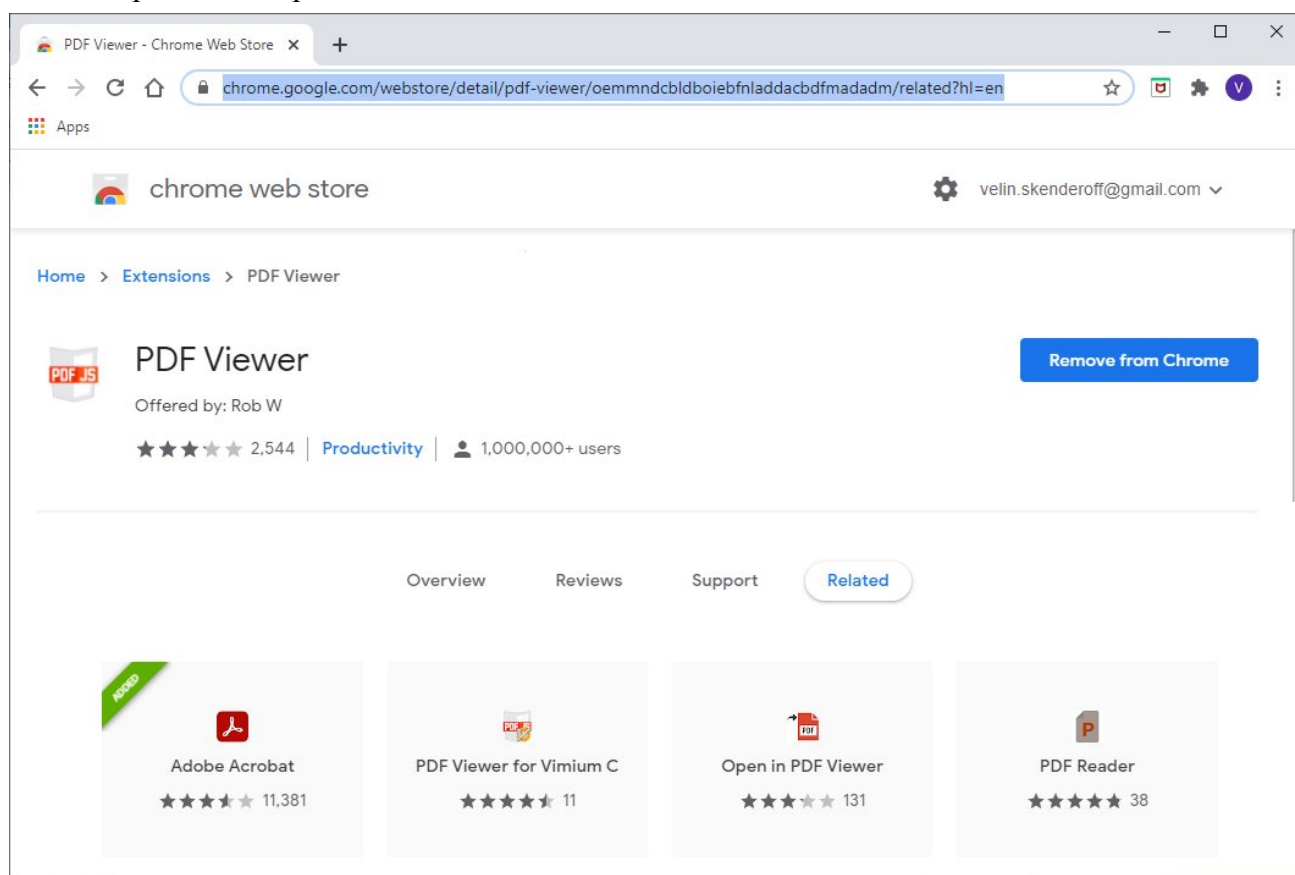 PDF Viewer - Chrome Web Store
chrome.google.com/webstore/detail/pdf-viewer/oemmndcbldboiebfnladdacbdfmadadm/related?hl=en
V
Apps
chrome web store
velin.skenderoff@gmail.com
Home > Extensions > PDF Viewer
PDF JS
PDF Viewer
Remove from Chrome
Offered by: Rob W
2,544 | Productivity | 1,000,000+ users
Overview Reviews Support Related
ADDED
PDF JS
PDF
P
Adobe Acrobat PDF Viewer for Vimium C Open in PDF Viewer PDF Reader
11,381 11 131 38